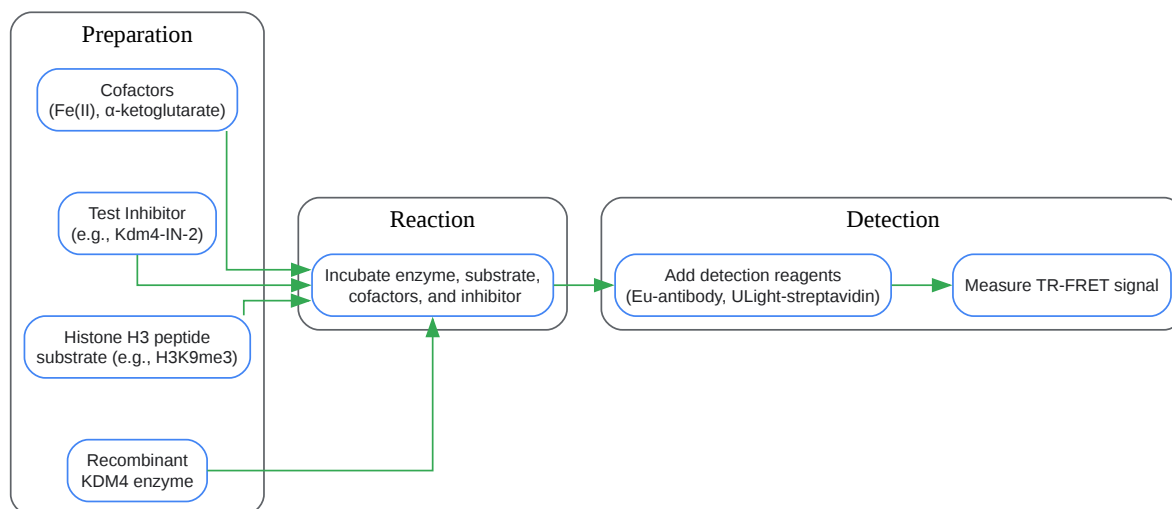 Preparation
Cofactors
(Fe(II), α-ketoglutarate)
Test Inhibitor
(e.g., Kdm4-IN-2)
Histone H3 peptide
substrate (e.g., H3K9me3)
Recombinant
KDM4 enzyme
Reaction
Incubate enzyme, substrate,
cofactors, and inhibitor
Detection
Add detection reagents
(Eu-antibody, ULight-streptavidin)
Measure TR-FRET signal